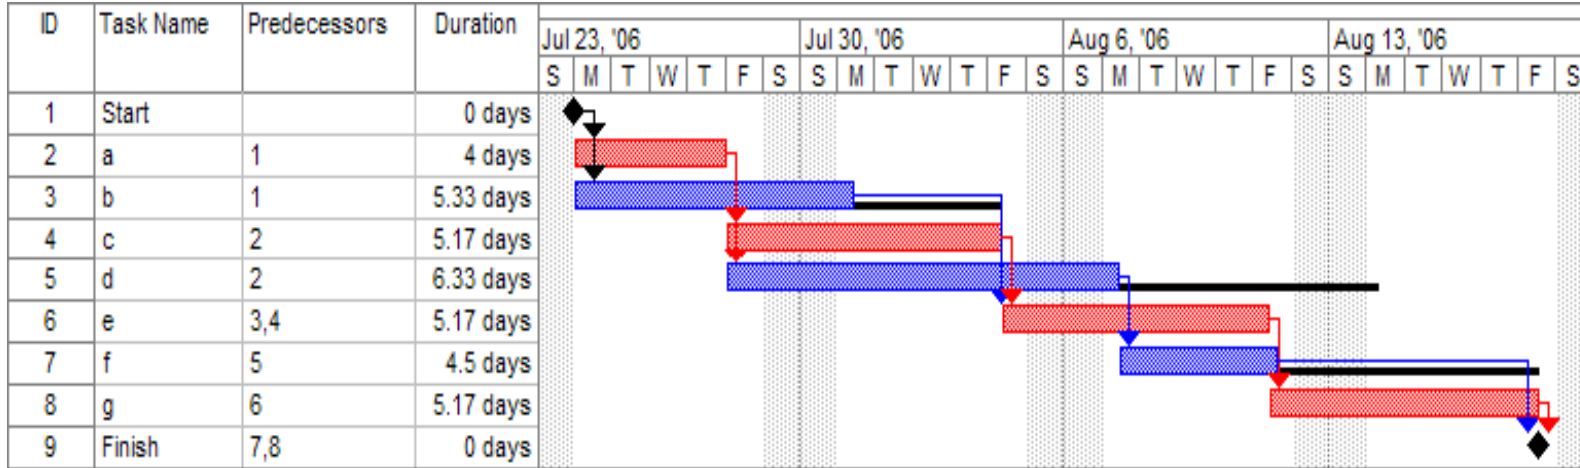 ID Task Name Predecessors Duration
Jul 23, '06 Jul 30, '06 Aug 6, '06 Aug 13, '06
S M T W T F S S M T W T F S S M T W T F S S M T W T F S
1 Start 0 days
2 a 1 4 days
3 b 1 5.33 days
4 c 2 5.17 days
5 d 2 6.33 days
6 e 3,4 5.17 days
7 f 5 4.5 days
8 g 6 5.17 days
9 Finish 7,8 0 days